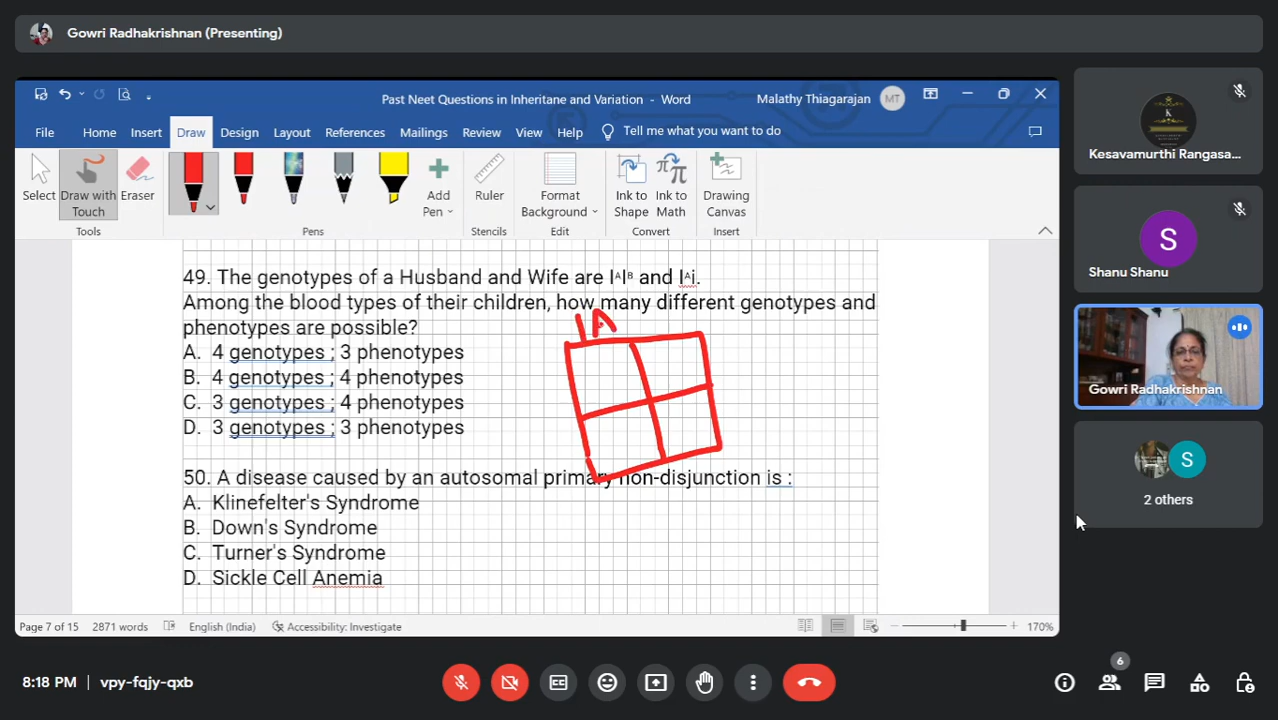 Gowri Radhakrishnan (Presenting)
Past Neet Questions in Inheritane and Variation - Word
Malathy Thiagarajan MT
File Home Insert Draw Design Layout References Mailings Review View Help Tell me what you want to do
Select
Draw with Touch
Eraser
Add Pen
Ruler
Format Background
Ink to Shape
Ink to Math
Drawing Canvas
Tools Pens Stencils Edit Convert Insert
49. The genotypes of a Husband and Wife are IᴬIᴮ and Iᴬi.
Among the blood types of their children, how many different genotypes and
phenotypes are possible?
IA
A. 4 genotypes ; 3 phenotypes
B. 4 genotypes ; 4 phenotypes
C. 3 genotypes ; 4 phenotypes
D. 3 genotypes ; 3 phenotypes
50. A disease caused by an autosomal primary non-disjunction is :
A. Klinefelter's Syndrome
B. Down's Syndrome
C. Turner's Syndrome
D. Sickle Cell Anemia
Page 7 of 15 2871 words English (India) Accessibility: Investigate 170%
K
Kesavamurthi Rangasa...
S
Shanu Shanu
Gowri Radhakrishnan
S
2 others
8:18 PM | vpy-fqjy-qxb
6